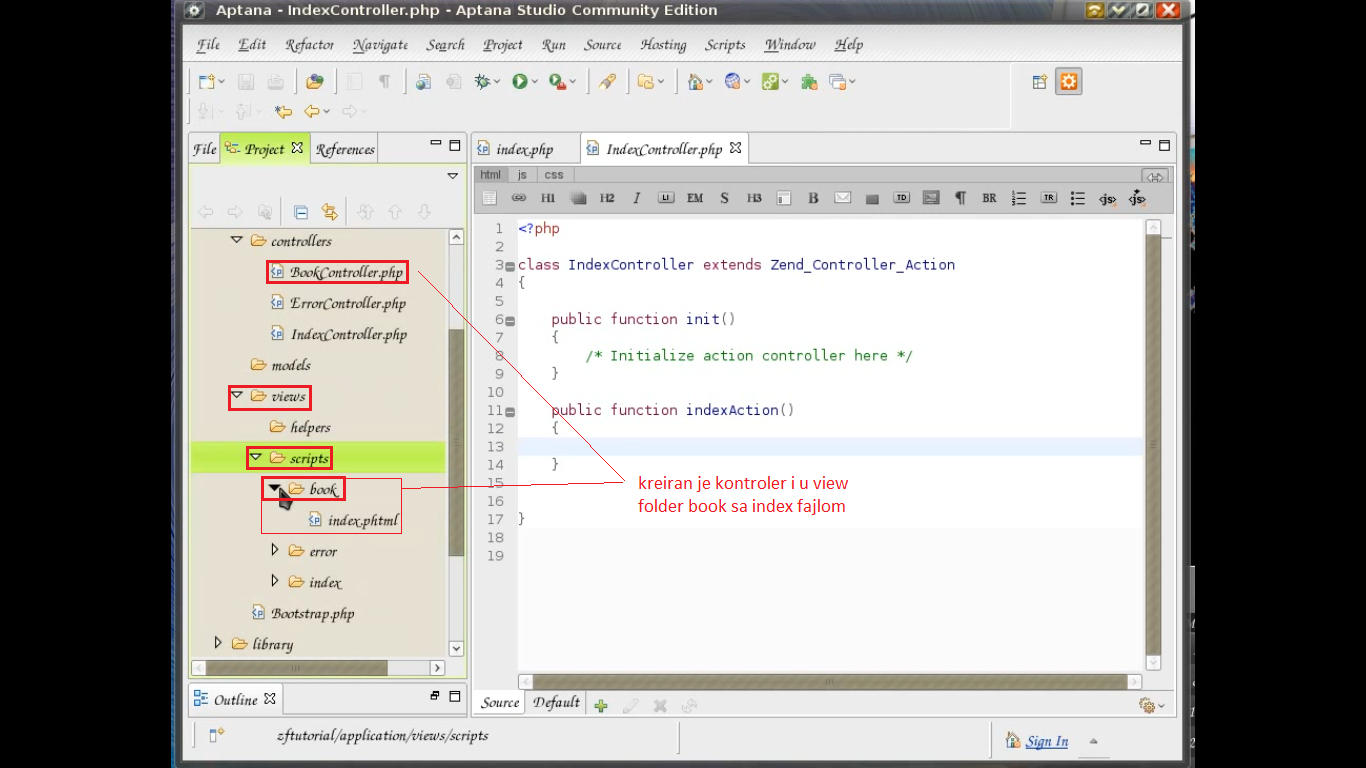 Aptana - IndexController.php - Aptana Studio Community Edition
File Edit Refactor Navigate Search Project Run Source Hosting Scripts Window Help
File Project References
index.php IndexController.php
html js css
H1 H2 I LI EM S H3 B TD ¶ BR TR <js> <js>
controllers
BookController.php
ErrorController.php
IndexController.php
models
views
helpers
scripts
book
index.phtml
error
index
Bootstrap.php
library
1 <?php
2
3 class IndexController extends Zend_Controller_Action
4 {
5
6 public function init()
7 {
8 /* Initialize action controller here */
9 }
10
11 public function indexAction()
12 {
13
14 }
15
16
17 }
18
19
kreiran je kontroler i u view
folder book sa index fajlom
Source Default
Outline
zftutorial/application/views/scripts
Sign In